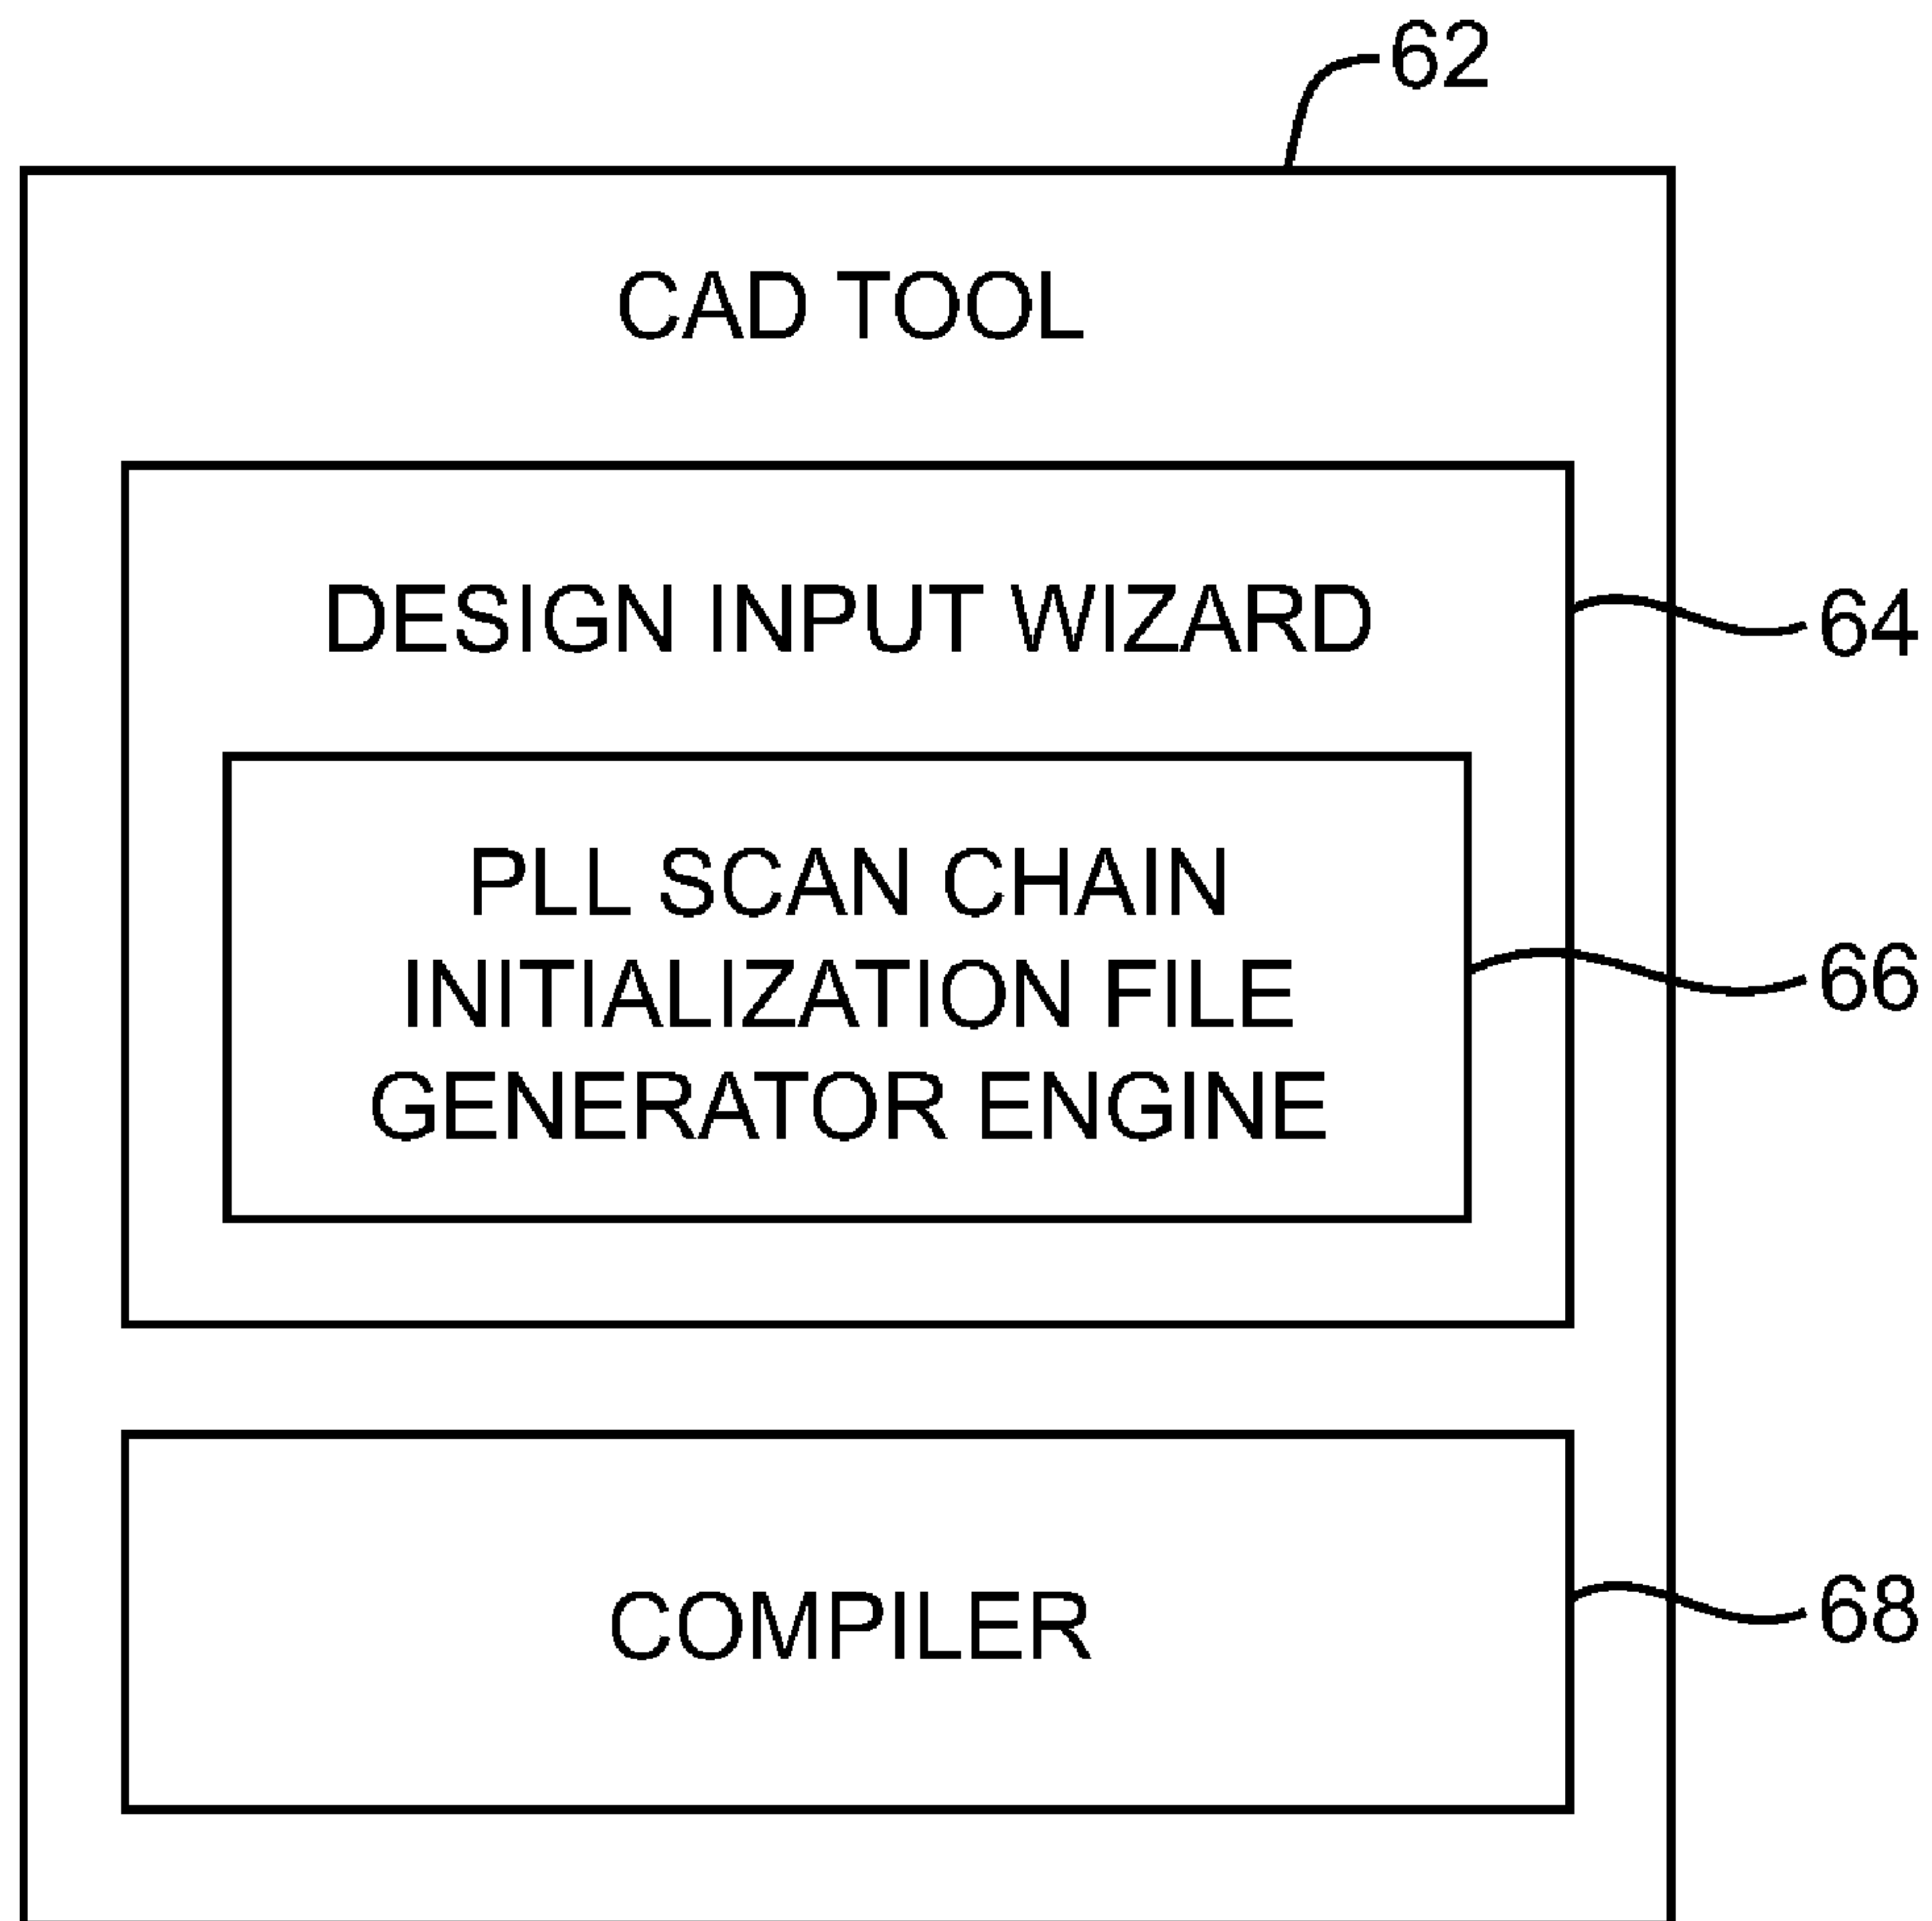 62
CAD TOOL
DESIGN INPUT WIZARD
64
PLL SCAN CHAIN
INITIALIZATION FILE
GENERATOR ENGINE
66
COMPILER
68